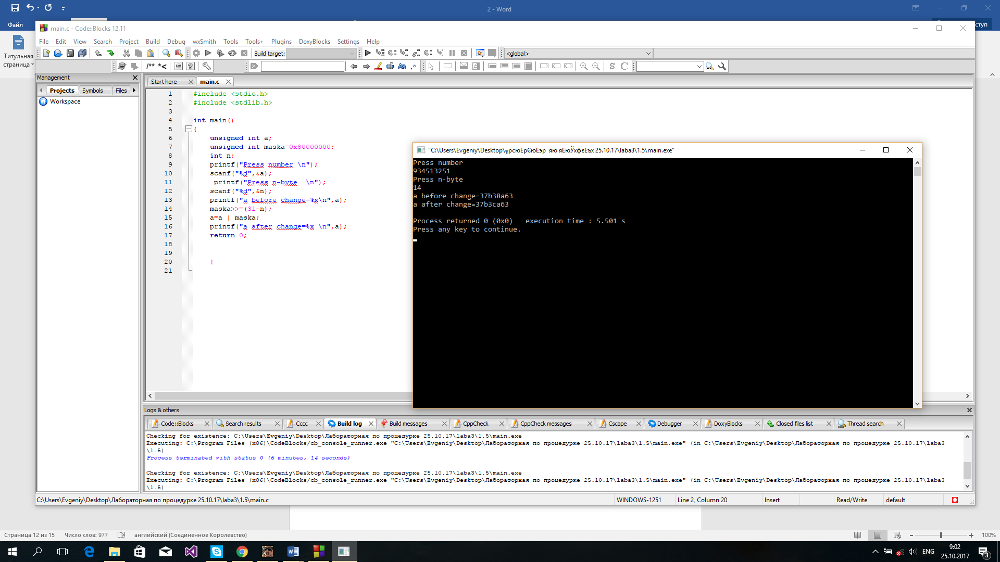 2 - Word
Файл
ступ
Титульная
страница
main.c - Code::Blocks 12.11
File Edit View Search Project Build Debug wxSmith Tools Tools+ Plugins DoxyBlocks Settings Help
Build target:
<global>
/** *<
Management
Projects Symbols Files
Workspace
Start here main.c
1 #include <stdio.h>
2 #include <stdlib.h>
3
4 int main()
5 {
6 unsigned int a;
7 unsigned int maska=0x80000000;
8 int n;
9 printf("Press number \n");
10 scanf("%d",&a);
11 printf("Press n-byte  \n");
12 scanf("%d",&n);
13 printf("a before change=%x\n",a);
14 maska>>=(31-n);
15 a=a | maska;
16 printf("a after change=%x \n",a);
17 return 0;
18
19
20 }
21
"C:\Users\Evgeniy\Desktop\╦рсюЁрЄюЁэр  яю яЁюЎхфєЁъх 25.10.17\laba3\1.5\main.exe"
Press number
934513251
Press n-byte
14
a before change=37b38a63
a after change=37b3ca63
Process returned 0 (0x0)   execution time : 5.501 s
Press any key to continue.
Logs & others
Code::Blocks Search results Cccc Build log Build messages CppCheck CppCheck messages Cscope Debugger DoxyBlocks Closed files list Thread search
Checking for existence: C:\Users\Evgeniy\Desktop\Лабораторная по процедурке 25.10.17\laba3\1.5\main.exe
Executing: C:\Program Files (x86)\CodeBlocks/cb_console_runner.exe "C:\Users\Evgeniy\Desktop\Лабораторная по процедурке 25.10.17\laba3\1.5\main.exe" (in C:\Users\Evgeniy\Desktop\Лабораторная по процедурке 25.10.17\laba3
\1.5)
Process terminated with status 0 (6 minutes, 14 seconds)
Checking for existence: C:\Users\Evgeniy\Desktop\Лабораторная по процедурке 25.10.17\laba3\1.5\main.exe
Executing: C:\Program Files (x86)\CodeBlocks/cb_console_runner.exe "C:\Users\Evgeniy\Desktop\Лабораторная по процедурке 25.10.17\laba3\1.5\main.exe" (in C:\Users\Evgeniy\Desktop\Лабораторная по процедурке 25.10.17\laba3
\1.5)
C:\Users\Evgeniy\Desktop\Лабораторная по процедурке 25.10.17\laba3\1.5\main.c WINDOWS-1251 Line 2, Column 20 Insert Read/Write default
Страница 12 из 15 Число слов: 977 английский (Соединенное Королевство) 100%
ENG 9:02
25.10.2017
3